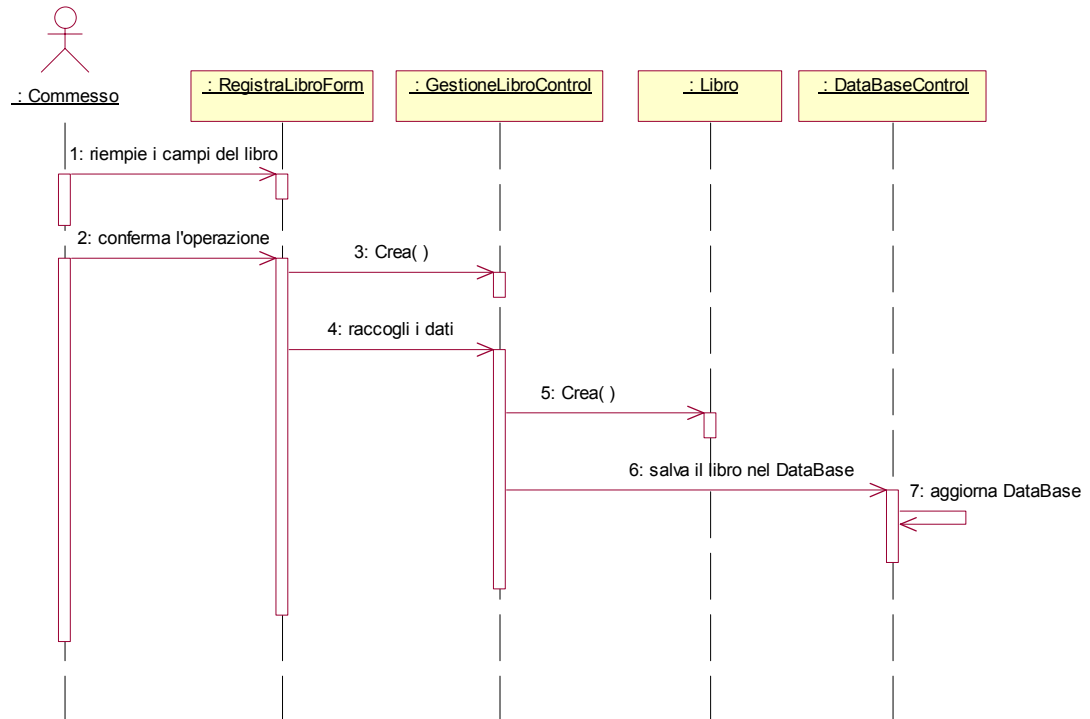 : Commesso
: RegistraLibroForm
: GestioneLibroControl
: Libro
: DataBaseControl
1: riempie i campi del libro
2: conferma l'operazione
3: Crea( )
4: raccogli i dati
5: Crea( )
6: salva il libro nel DataBase
7: aggiorna DataBase